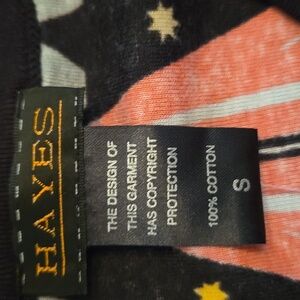 HAYES
THE DESIGN OF
THIS GARMENT
HAS COPYRIGHT
PROTECTION
100% COTTON
S